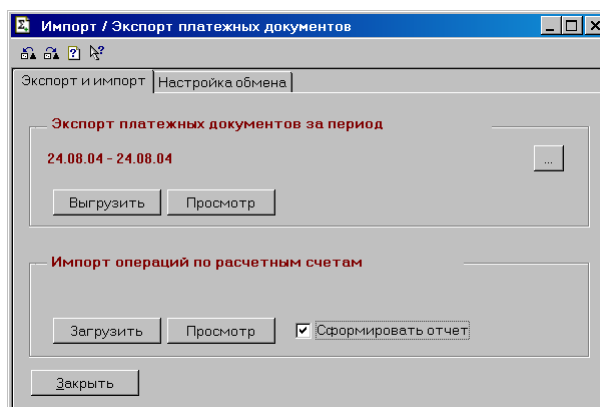 Импорт / Экспорт платежных документов
Экспорт и импорт Настройка обмена
Экспорт платежных документов за период
24.08.04 - 24.08.04 ...
Выгрузить Просмотр
Импорт операций по расчетным счетам
Загрузить Просмотр Сформировать отчет
Закрыть